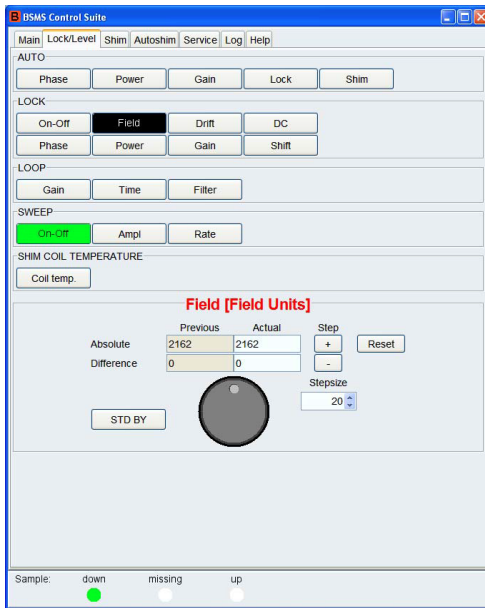 B BSMS Control Suite
Main Lock/Level Shim Autoshim Service Log Help
AUTO
Phase Power Gain Lock Shim
LOCK
On-Off Field Drift DC
Phase Power Gain Shift
LOOP
Gain Time Filter
SWEEP
On-Off Ampl Rate
SHIM COIL TEMPERATURE
Coil temp.
Field [Field Units]
Previous Actual Step
Absolute 2162 2162 + Reset
Difference 0 0 -
Stepsize
20
STD BY
Sample: down missing up